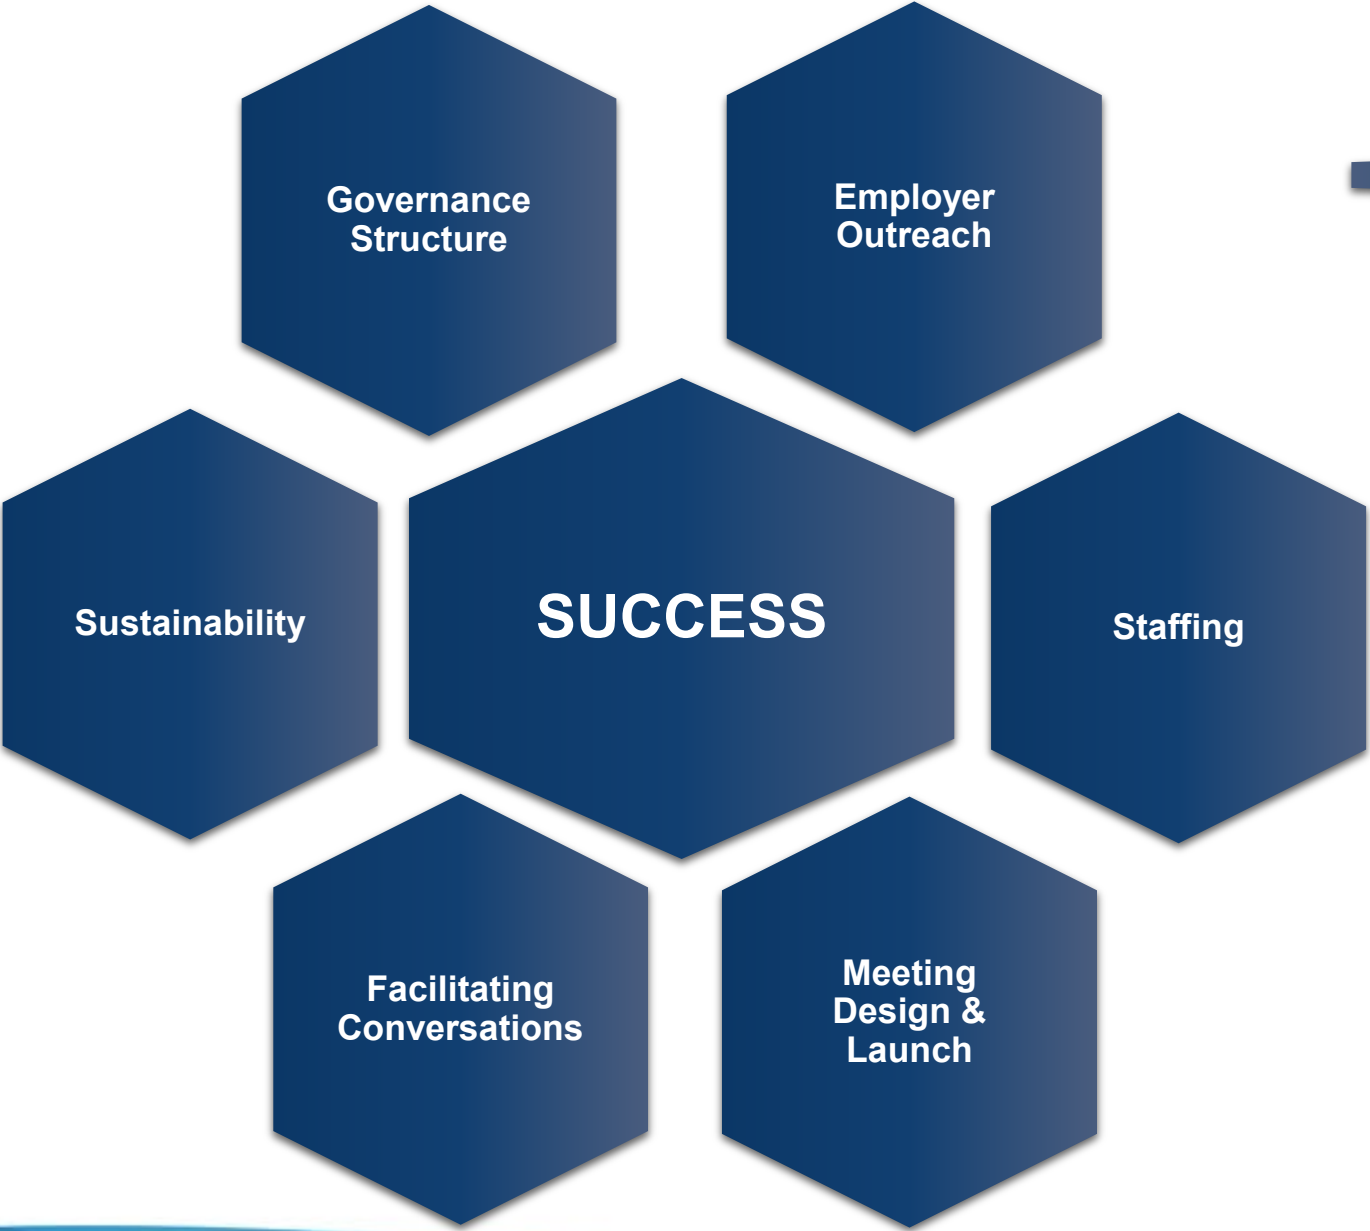 Governance
Structure
Employer
Outreach
Sustainability
SUCCESS
Staffing
Facilitating
Conversations
Meeting
Design &
Launch